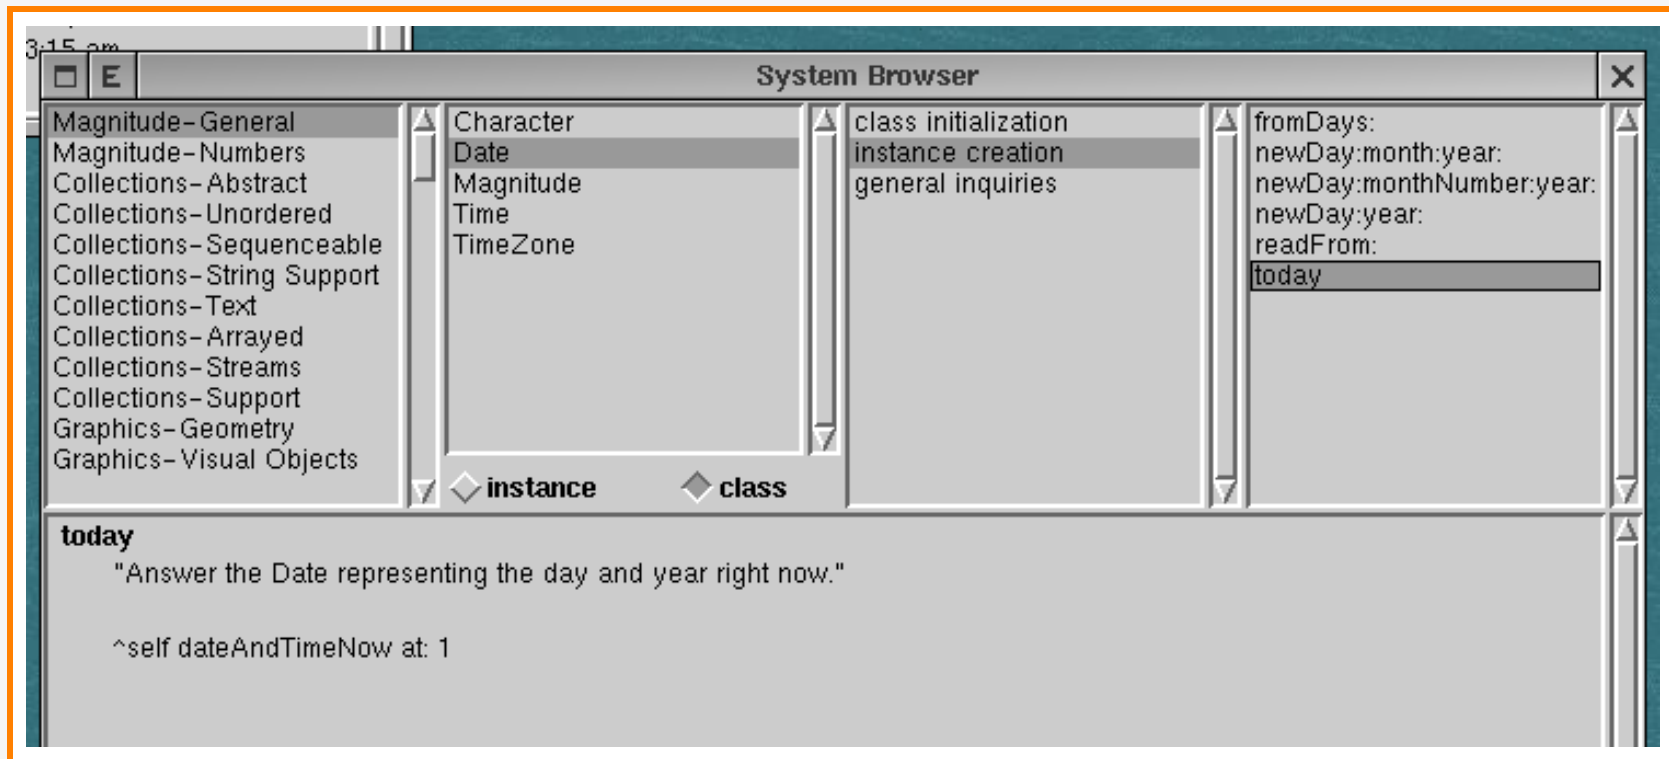 3:15 am
E
System Browser
Magnitude-General
Magnitude-Numbers
Collections-Abstract
Collections-Unordered
Collections-Sequenceable
Collections-String Support
Collections-Text
Collections-Arrayed
Collections-Streams
Collections-Support
Graphics-Geometry
Graphics-Visual Objects
Character
Date
Magnitude
Time
TimeZone
instance class
class initialization
instance creation
general inquiries
fromDays:
newDay:month:year:
newDay:monthNumber:year:
newDay:year:
readFrom:
today
today
"Answer the Date representing the day and year right now."
^self dateAndTimeNow at: 1